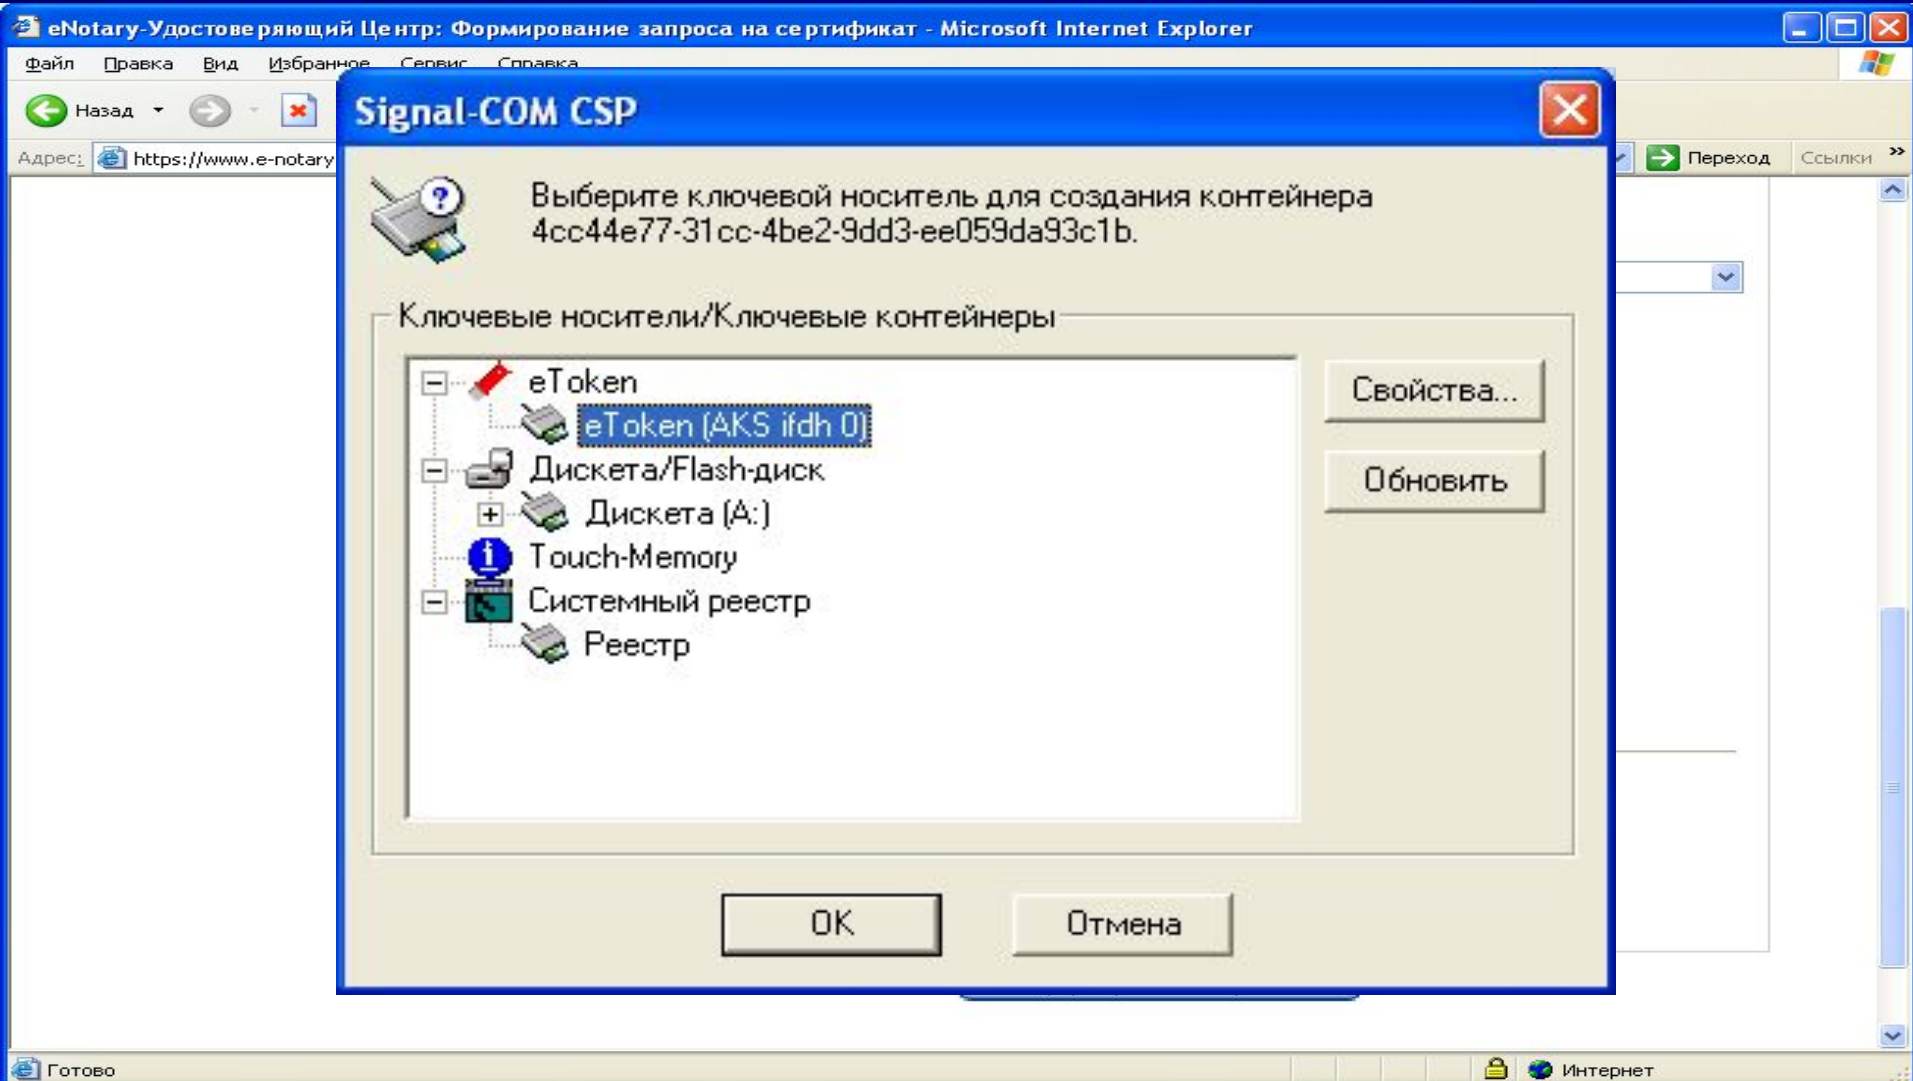 eNotary-Удостоверяющий Центр: Формирование запроса на сертификат - Microsoft Internet Explorer
Файл Правка Вид Избранное Сервис Справка
Назад
Адрес: https://www.e-notary
Переход Ссылки »
Signal-COM CSP
Выберите ключевой носитель для создания контейнера
4cc44e77-31cc-4be2-9dd3-ee059da93c1b.
Ключевые носители/Ключевые контейнеры
eToken
eToken (AKS ifdh 0)
Дискета/Flash-диск
Дискета (A:)
Touch-Memory
Системный реестр
Реестр
Свойства...
Обновить
OK Отмена
Готово Интернет